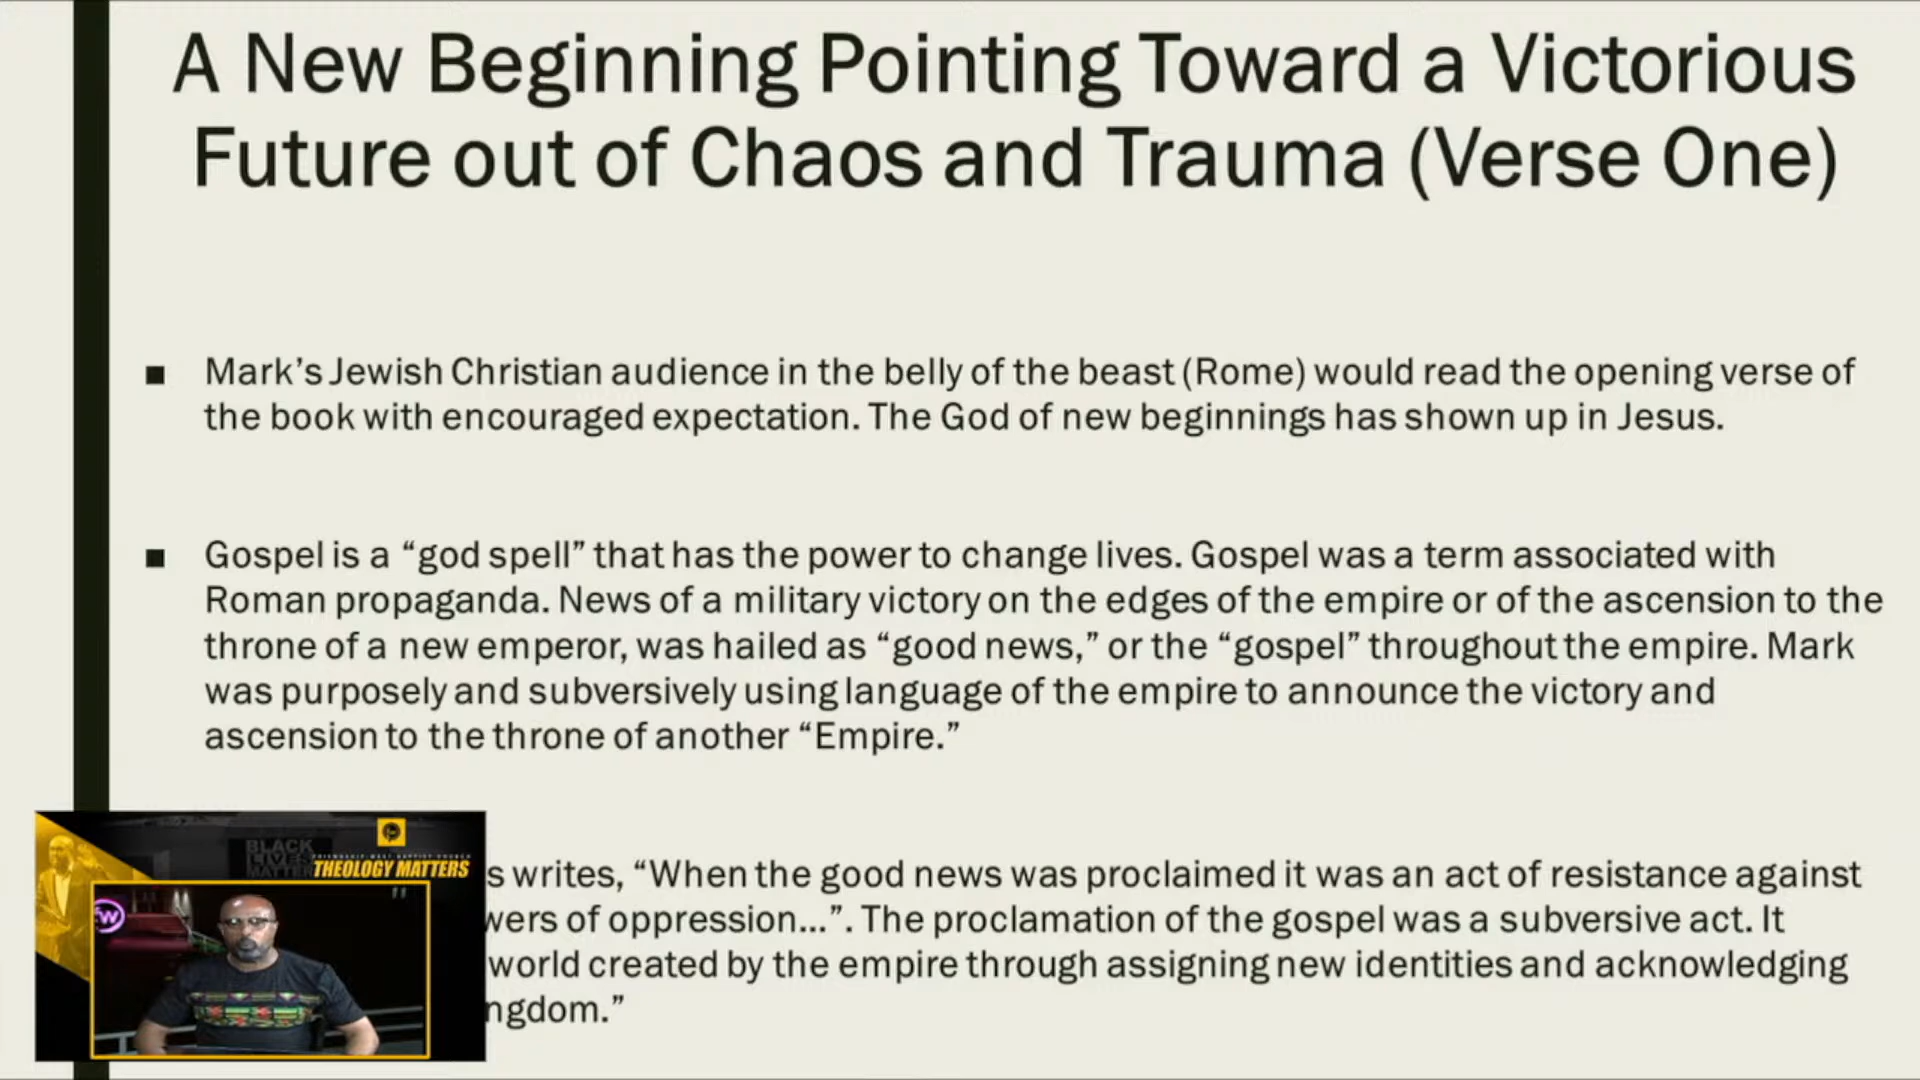 A New Beginning Pointing Toward a Victorious
Future out of Chaos and Trauma (Verse One)
■ Mark's Jewish Christian audience in the belly of the beast (Rome) would read the opening verse of
the book with encouraged expectation. The God of new beginnings has shown up in Jesus.
■ Gospel is a “god spell” that has the power to change lives. Gospel was a term associated with
Roman propaganda. News of a military victory on the edges of the empire or of the ascension to the
throne of a new emperor, was hailed as “good news,” or the “gospel” throughout the empire. Mark
was purposely and subversively using language of the empire to announce the victory and
ascension to the throne of another “Empire.”
s writes, “When the good news was proclaimed it was an act of resistance against
wers of oppression...”. The proclamation of the gospel was a subversive act. It
world created by the empire through assigning new identities and acknowledging
ngdom.”
BLACK
LIVES
MATTER
FRIENDSHIP-WEST BAPTIST CHURCH
THEOLOGY MATTERS
fw